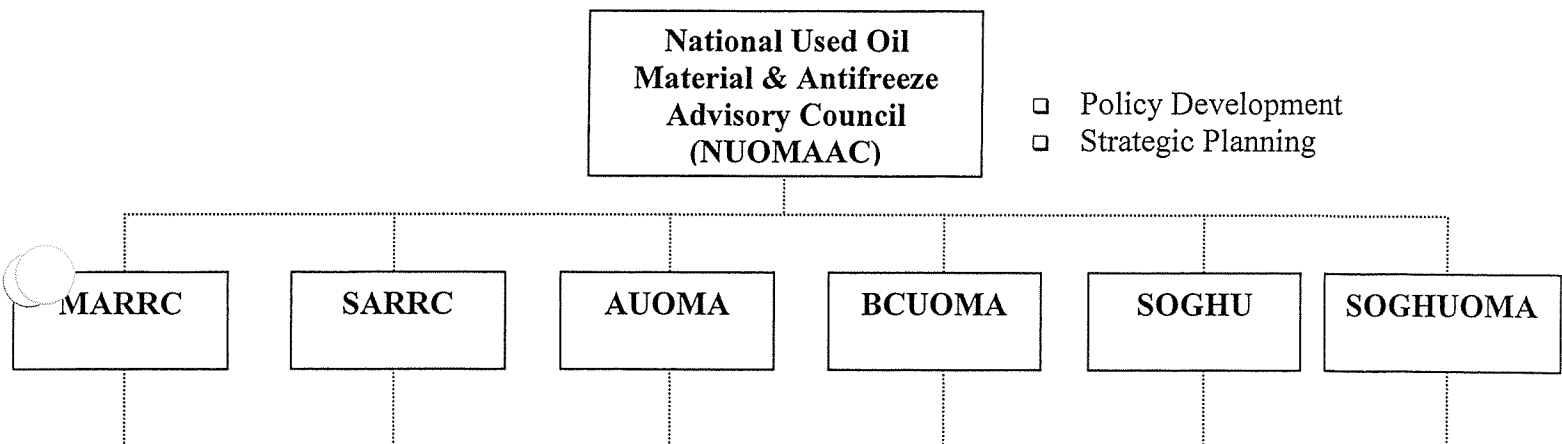 National Used Oil
Material & Antifreeze
Advisory Council
(NUOMAAC)
❑ Policy Development
❑ Strategic Planning
MARRC
SARRC
AUOMA
BCUOMA
SOGHU
SOGHUOMA